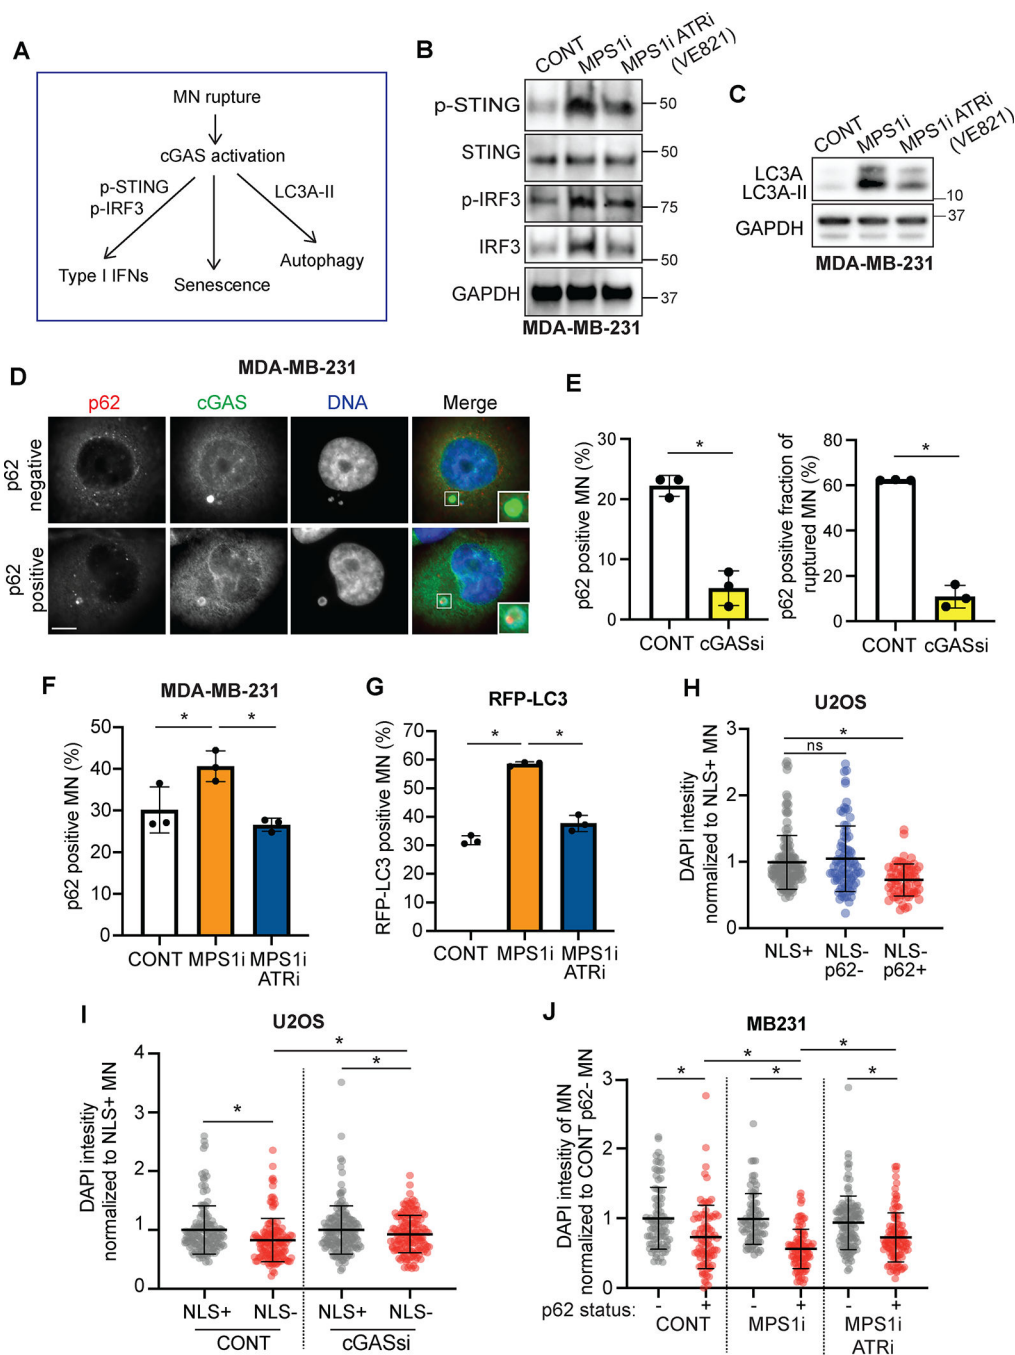 A
MN rupture
cGAS activation
p-STING
p-IRF3
LC3A-II
Type I IFNs
Senescence
Autophagy
B
CONT
MPS1i
MPS1i ATRi
(VE821)
p-STING
50
STING
50
p-IRF3
75
IRF3
50
GAPDH
37
MDA-MB-231
C
CONT
MPS1i
MPS1i ATRi
(VE821)
LC3A
LC3A-II
10
37
GAPDH
MDA-MB-231
D
MDA-MB-231
p62
cGAS
DNA
Merge
p62
negative
p62
positive
E
p62 positive MN (%)
30
20
10
0
*
CONT
cGASsi
p62 positive fraction of
ruptured MN (%)
80
60
40
20
0
*
CONT
cGASsi
F
MDA-MB-231
p62 positive MN (%)
50
40
30
20
10
0
*
*
CONT
MPS1i
MPS1i
ATRi
G
RFP-LC3
RFP-LC3 positive MN (%)
70
60
50
40
30
20
10
0
*
*
CONT
MPS1i
MPS1i
ATRi
H
U2OS
DAPI intesity
normalized to NLS+ MN
3
2
1
0
*
ns
NLS+
NLS-
p62-
NLS-
p62+
I
U2OS
DAPI intesitiy
normalized to NLS+ MN
4
3
2
1
0
*
*
*
NLS+
NLS-
NLS+
NLS-
CONT
cGASsi
J
MB231
DAPI intesitiy of MN
normalized to CONT p62- MN
3
2
1
0
*
*
*
*
*
p62 status:
-
+
-
+
-
+
CONT
MPS1i
MPS1i
ATRi